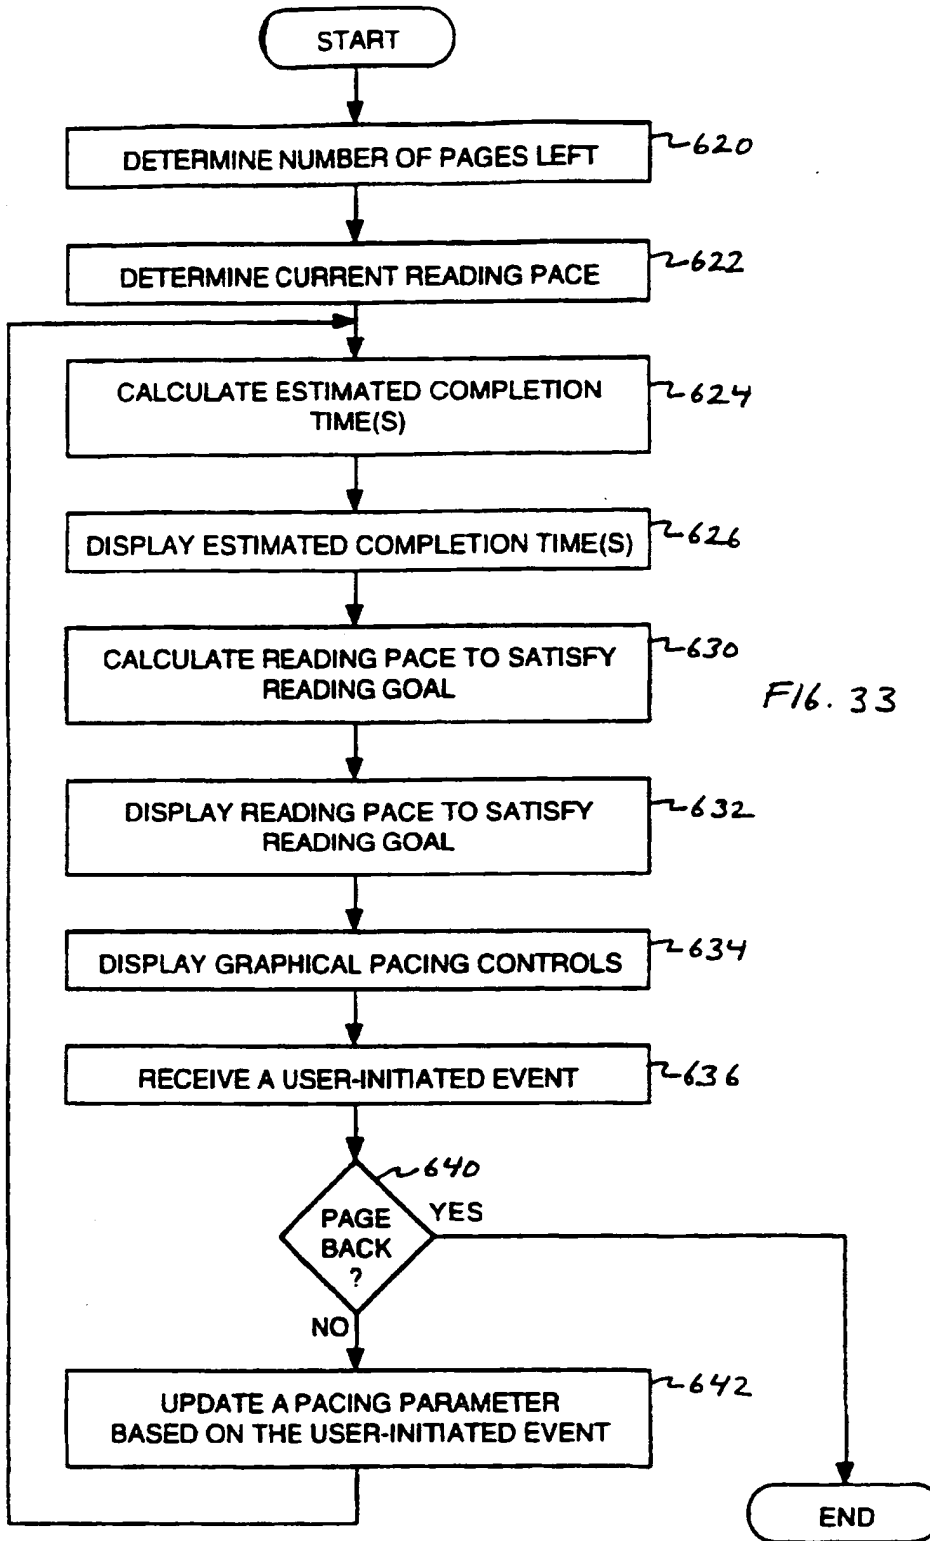 START
DETERMINE NUMBER OF PAGES LEFT
620
DETERMINE CURRENT READING PACE
622
CALCULATE ESTIMATED COMPLETION
TIME(S)
624
DISPLAY ESTIMATED COMPLETION TIME(S)
626
CALCULATE READING PACE TO SATISFY
READING GOAL
630
FIG. 33
DISPLAY READING PACE TO SATISFY
READING GOAL
632
DISPLAY GRAPHICAL PACING CONTROLS
634
RECEIVE A USER-INITIATED EVENT
636
640
PAGE
BACK
?
YES
NO
UPDATE A PACING PARAMETER
BASED ON THE USER-INITIATED EVENT
642
END